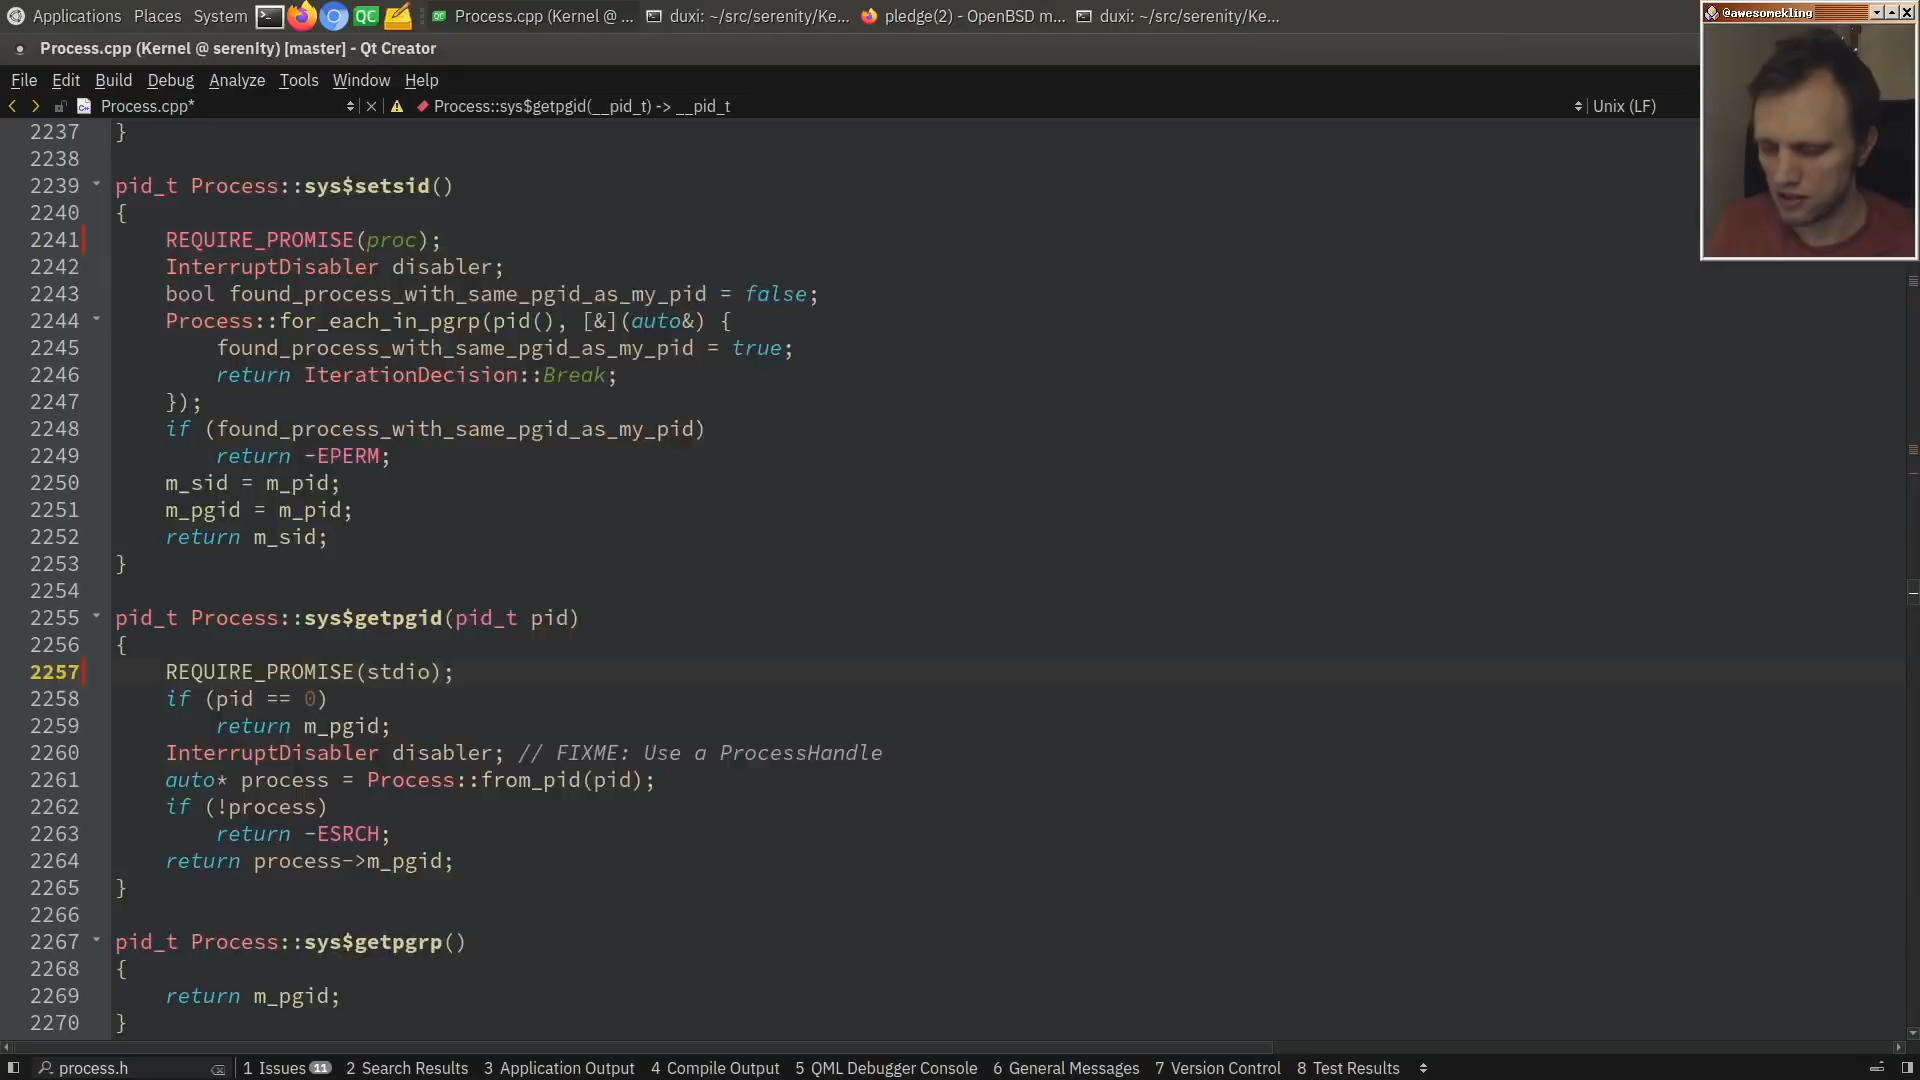 Applications Places System QC QC Process.cpp (Kernel @ ... duxi: ~/src/serenity/Ke... pledge(2) - OpenBSD m... duxi: ~/src/serenity/Ke...
@awesomekling
Process.cpp (Kernel @ serenity) [master] - Qt Creator
File Edit Build Debug Analyze Tools Window Help
Process.cpp* Process::sys$getpgid(__pid_t) -> __pid_t Unix (LF)
2237 }
2238
2239 pid_t Process::sys$setsid()
2240 {
2241 REQUIRE_PROMISE(proc);
2242 InterruptDisabler disabler;
2243 bool found_process_with_same_pgid_as_my_pid = false;
2244 Process::for_each_in_pgrp(pid(), [&](auto&) {
2245 found_process_with_same_pgid_as_my_pid = true;
2246 return IterationDecision::Break;
2247 });
2248 if (found_process_with_same_pgid_as_my_pid)
2249 return -EPERM;
2250 m_sid = m_pid;
2251 m_pgid = m_pid;
2252 return m_sid;
2253 }
2254
2255 pid_t Process::sys$getpgid(pid_t pid)
2256 {
2257 REQUIRE_PROMISE(stdio);
2258 if (pid == 0)
2259 return m_pgid;
2260 InterruptDisabler disabler; // FIXME: Use a ProcessHandle
2261 auto* process = Process::from_pid(pid);
2262 if (!process)
2263 return -ESRCH;
2264 return process->m_pgid;
2265 }
2266
2267 pid_t Process::sys$getpgrp()
2268 {
2269 return m_pgid;
2270 }
process.h 1 Issues 11 2 Search Results 3 Application Output 4 Compile Output 5 QML Debugger Console 6 General Messages 7 Version Control 8 Test Results